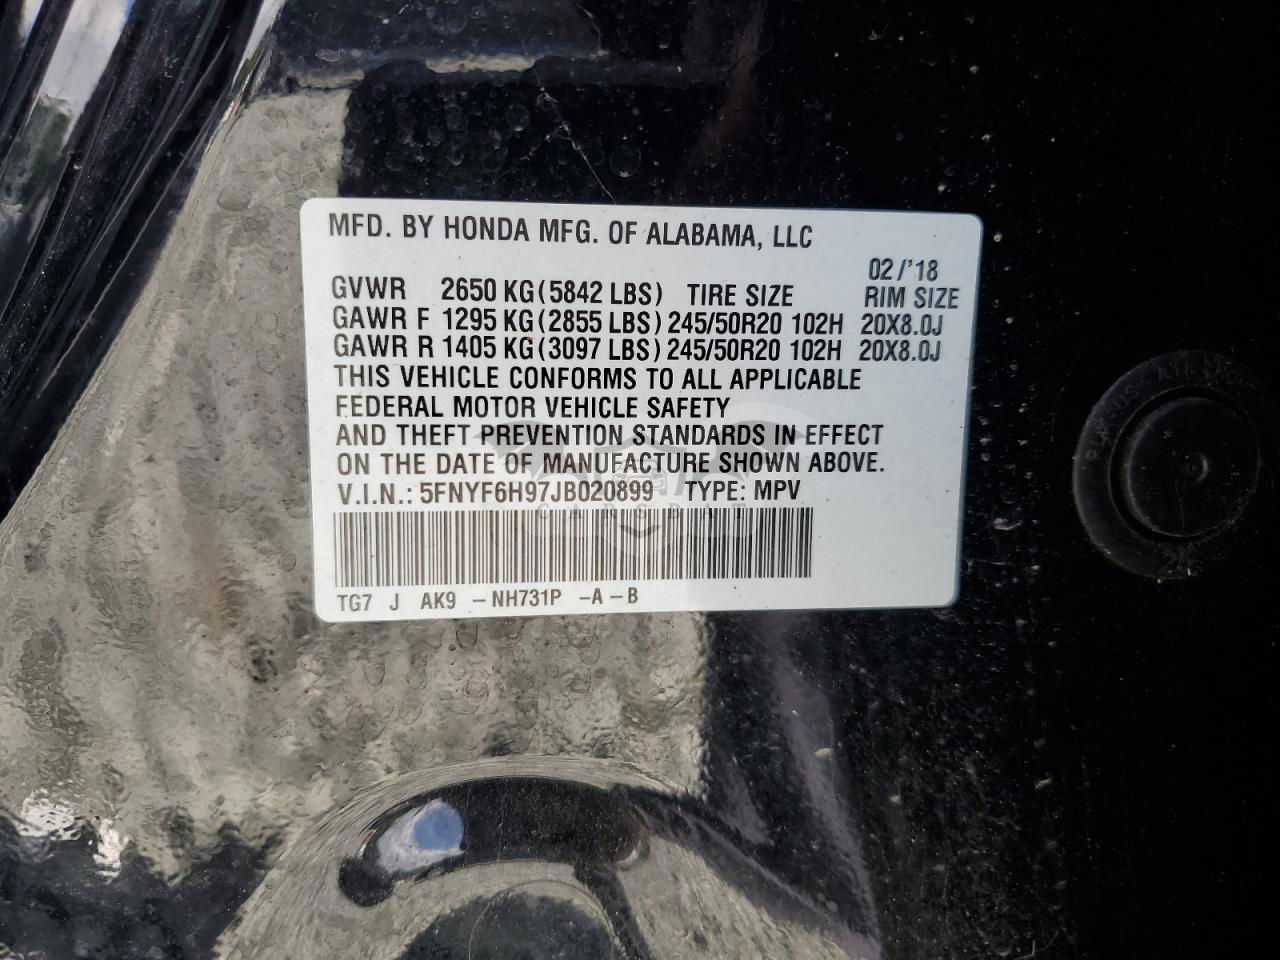 MFD. BY HONDA MFG. OF ALABAMA, LLC
02/'18
GVWR 2650 KG(5842 LBS) TIRE SIZE RIM SIZE
GAWR F 1295 KG(2855 LBS) 245/50R20 102H 20X8.0J
GAWR R 1405 KG(3097 LBS) 245/50R20 102H 20X8.0J
THIS VEHICLE CONFORMS TO ALL APPLICABLE
FEDERAL MOTOR VEHICLE SAFETY
AND THEFT PREVENTION STANDARDS IN EFFECT
ON THE DATE OF MANUFACTURE SHOWN ABOVE.
V.I.N.: 5FNYF6H97JB020899 TYPE: MPV
TG7 J AK9 -NH731P -A-B